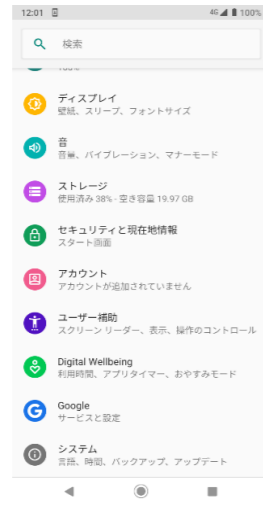 12:01 4G 100%
検索
100%
ディスプレイ
壁紙、スリープ、フォントサイズ
音
音量、バイブレーション、マナーモード
ストレージ
使用済み 38% - 空き容量 19.97 GB
セキュリティと現在地情報
スタート画面
アカウント
アカウントが追加されていません
ユーザー補助
スクリーン リーダー、表示、操作のコントロール
Digital Wellbeing
利用時間、アプリタイマー、おやすみモード
Google
サービスと設定
システム
言語、時間、バックアップ、アップデート